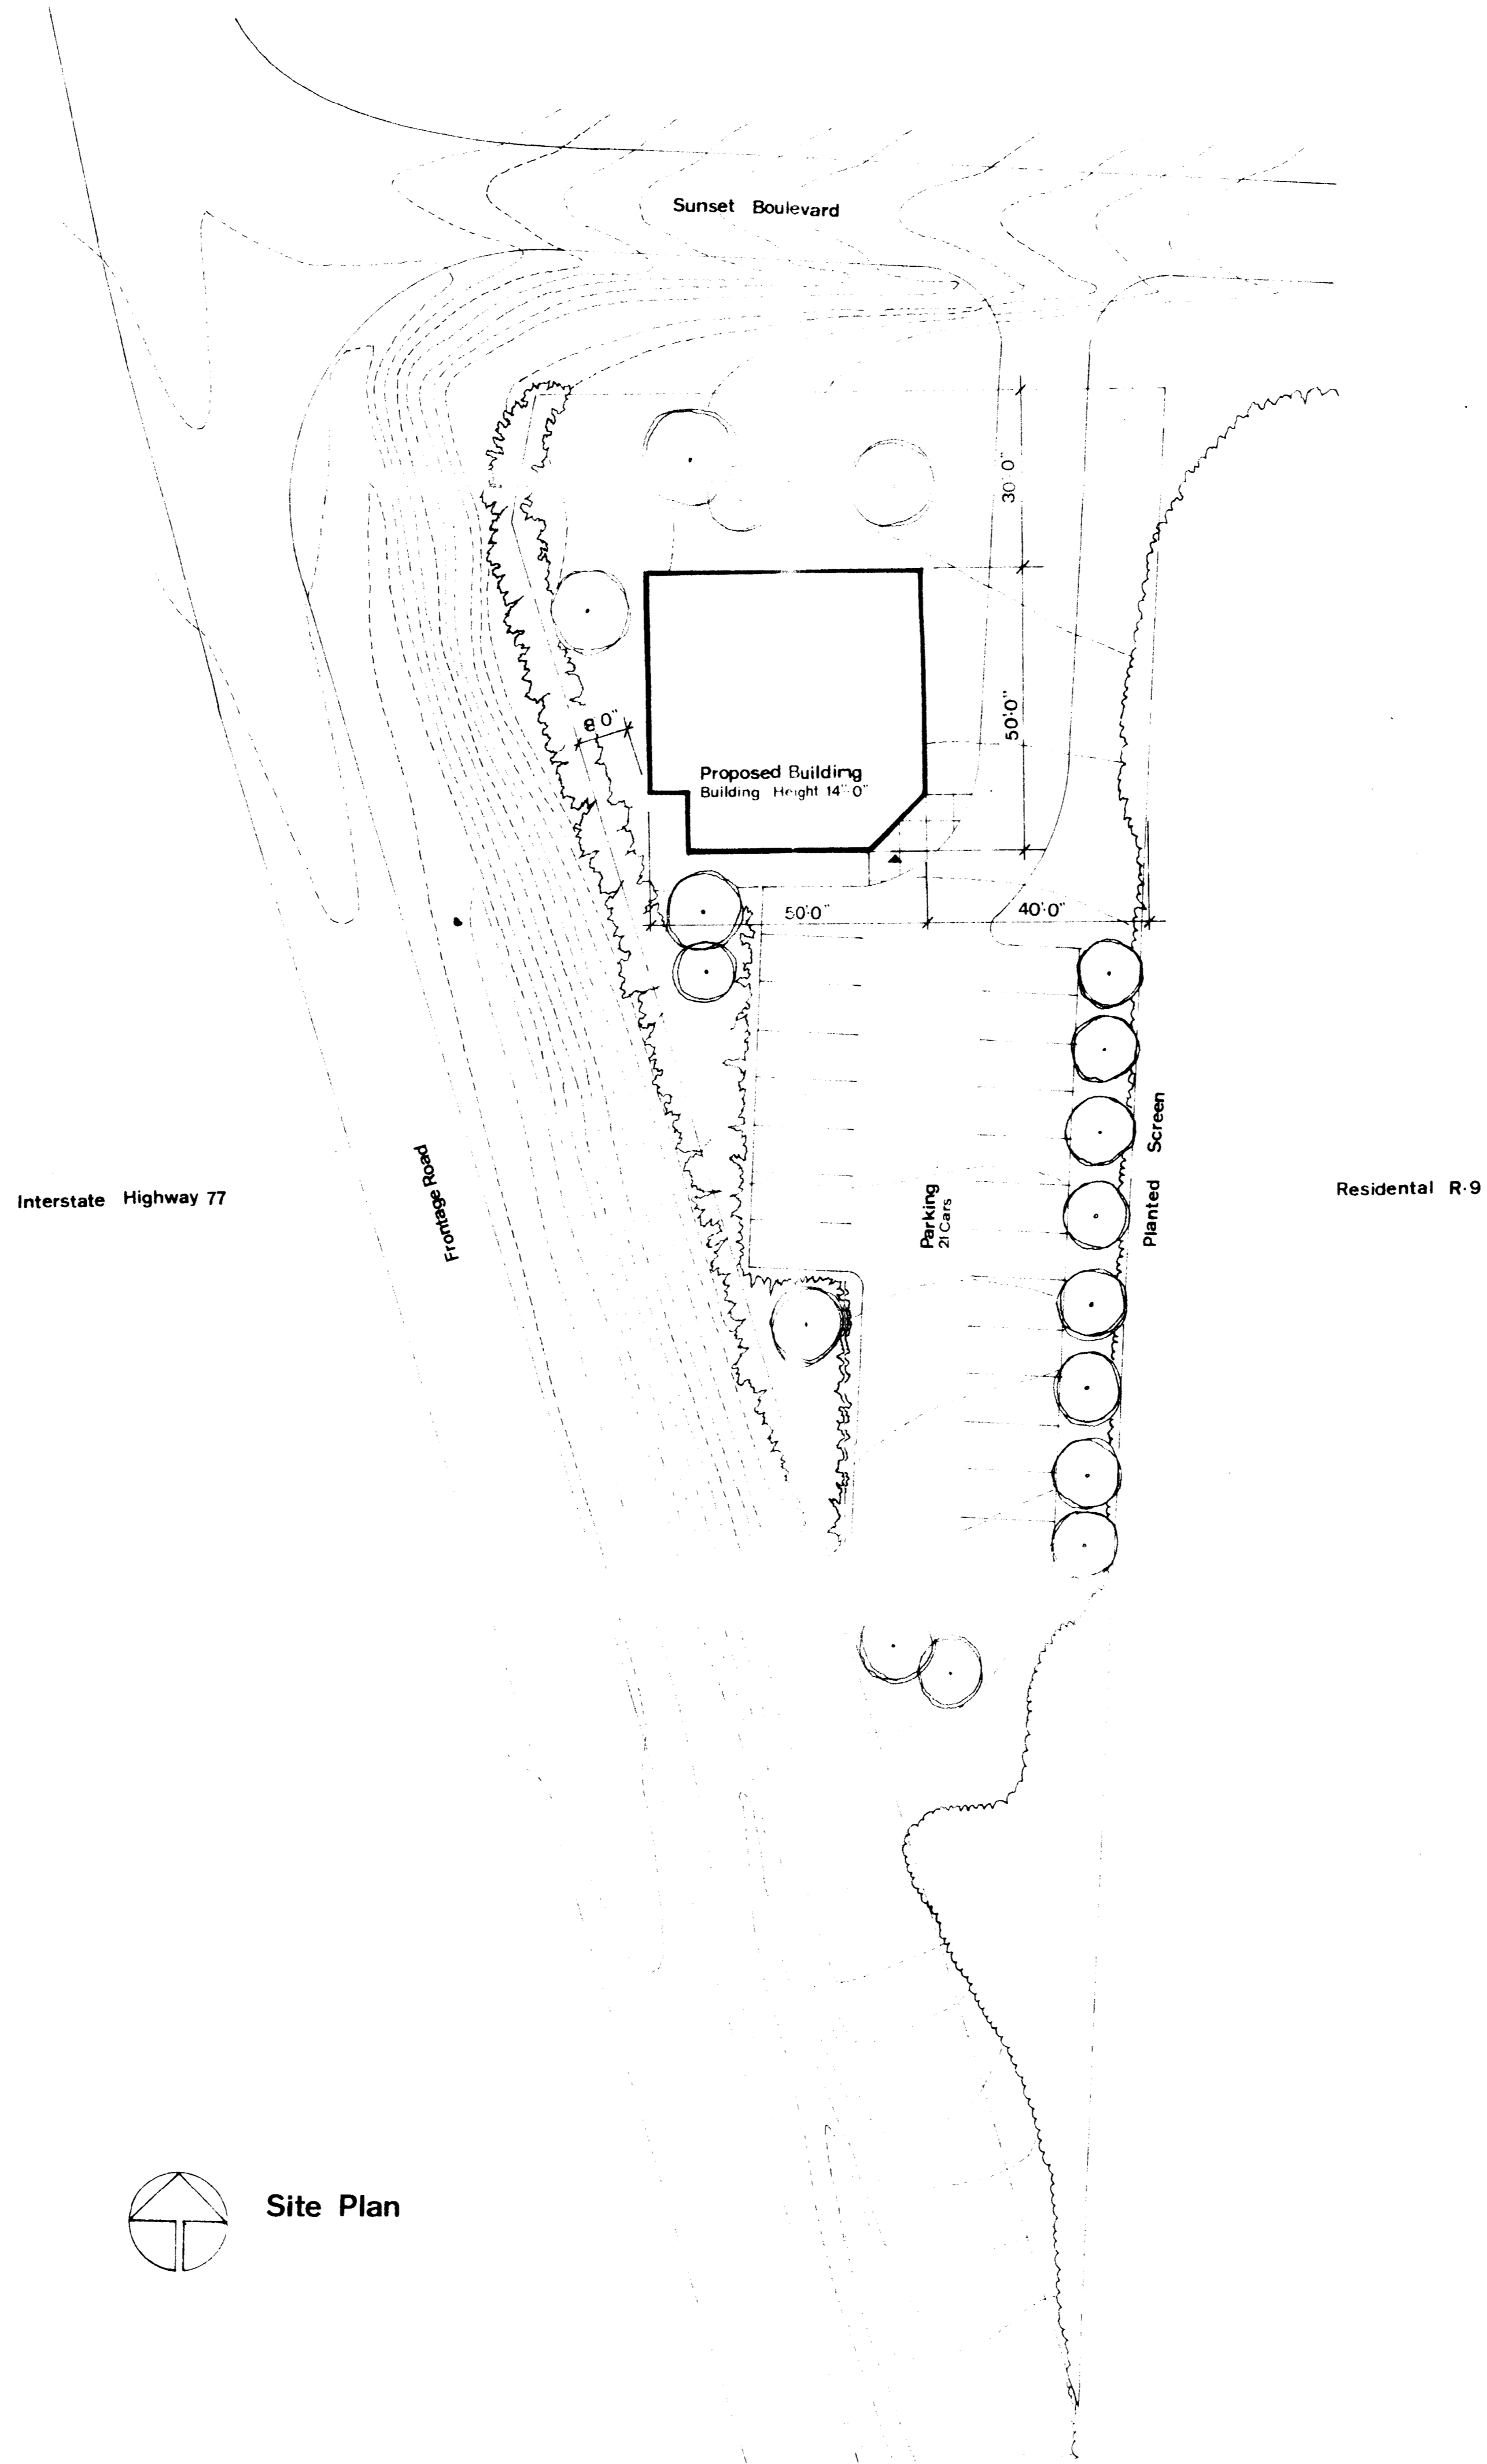 Sunset Boulevard
30'·0"
8'0"
50'·0"
Proposed Building
Building Height 14'-0"
50'·0"
40'·0"
Planted Screen
Frontage Road
Parking
21 Cars
Interstate Highway 77
Residental R·9
Site Plan